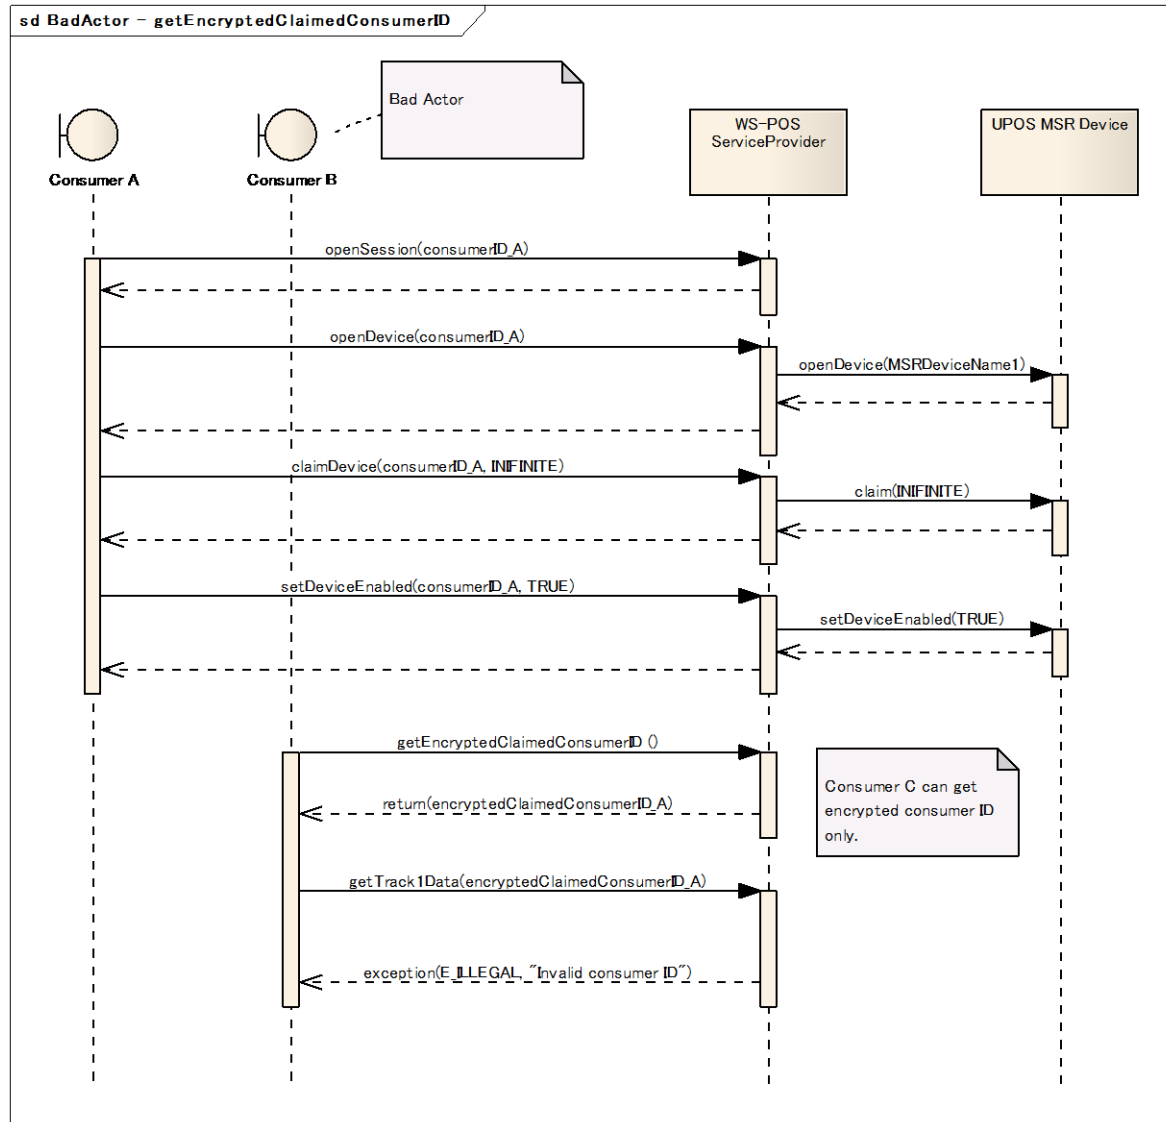 sd BadActor - getEncryptedClaimedConsumerID
Bad Actor
WS-POS
ServiceProvider
UPOS MSR Device
Consumer A
Consumer B
openSession(consumerID_A)
openDevice(consumerID_A)
openDevice(MSRDeviceName1)
claimDevice(consumerID_A, INIFINITE)
claim(INIFINITE)
setDeviceEnabled(consumerID_A, TRUE)
setDeviceEnabled(TRUE)
getEncryptedClaimedConsumerID ()
Consumer C can get
encrypted consumer ID
only.
return(encryptedClaimedConsumerID_A)
getTrack1Data(encryptedClaimedConsumerID_A)
exception(E_ILLEGAL, "Invalid consumer ID")